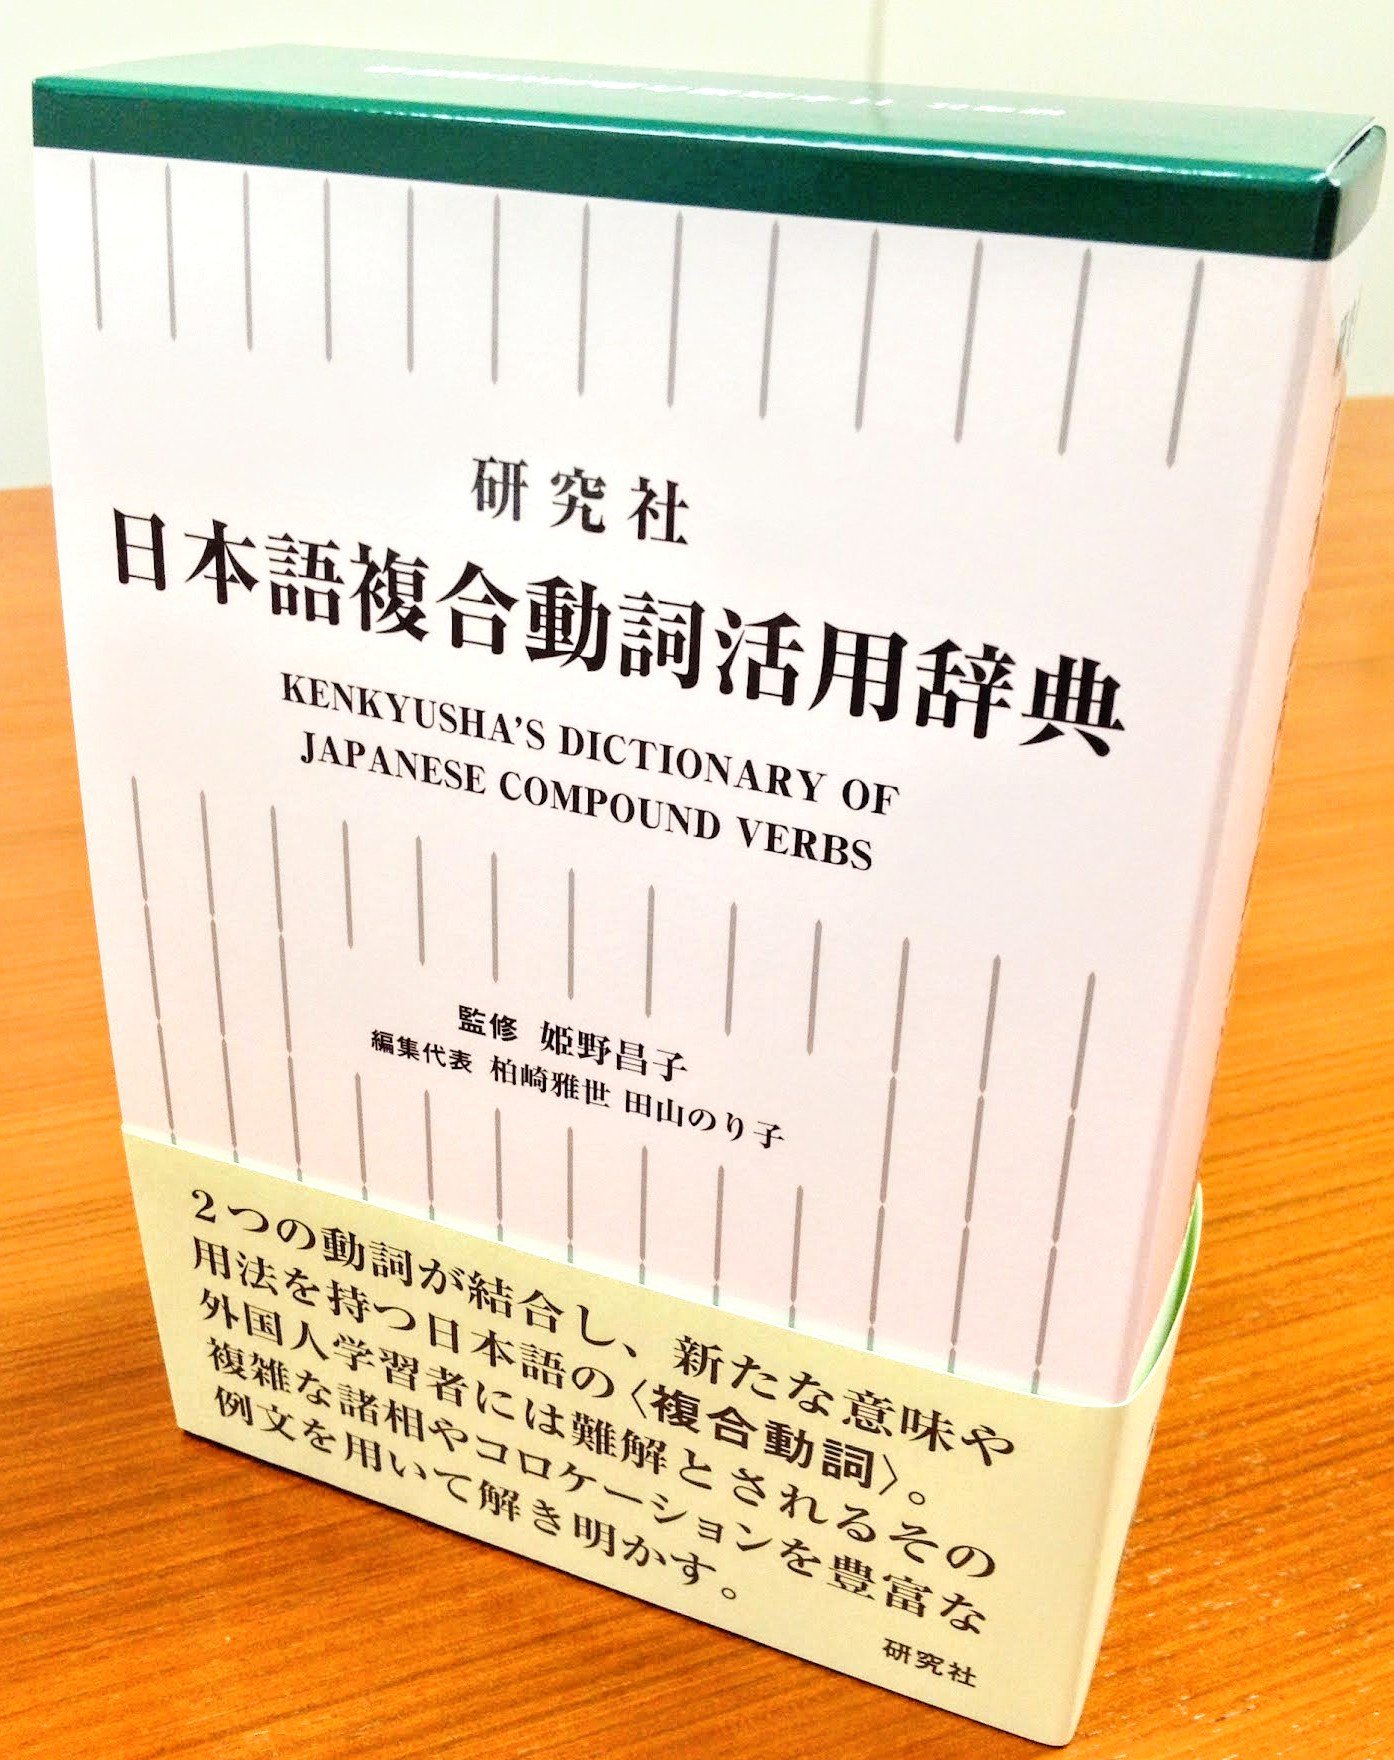 研究社
日本語複合動詞活用辞典
KENKYUSHA'S DICTIONARY OF
JAPANESE COMPOUND VERBS
監修 姫野昌子
編集代表 柏崎雅世 田山のり子
2つの動詞が結合し、新たな意味や
用法を持つ日本語の〈複合動詞〉。
外国人学習者には難解とされるその
複雑な諸相やコロケーションを豊富な
例文を用いて解き明かす。
研究社